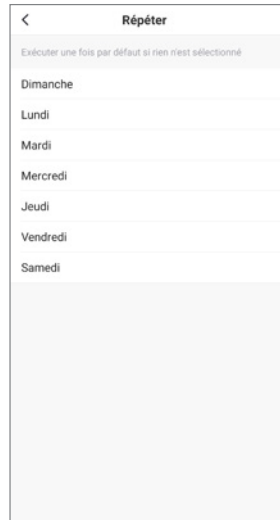 Répéter
Exécuter une fois par défaut si rien n'est sélectionné
Dimanche
Lundi
Mardi
Mercredi
Jeudi
Vendredi
Samedi